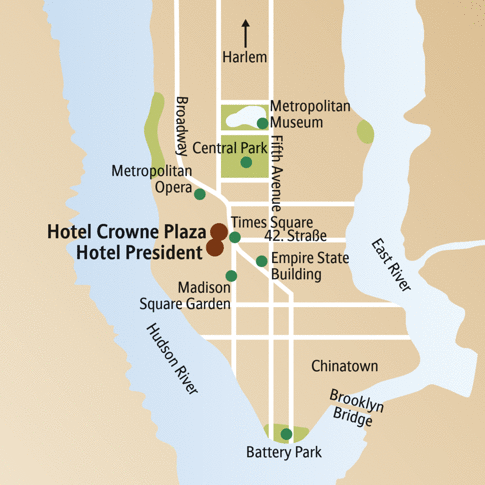 Harlem
Broadway
Metropolitan
Museum
Central Park
Fifth Avenue
Metropolitan
Opera
Hotel Crowne Plaza
Hotel President
Times Square
42. Straße
Empire State
Building
East River
Madison
Square Garden
Hudson River
Chinatown
Brooklyn
Bridge
Battery Park